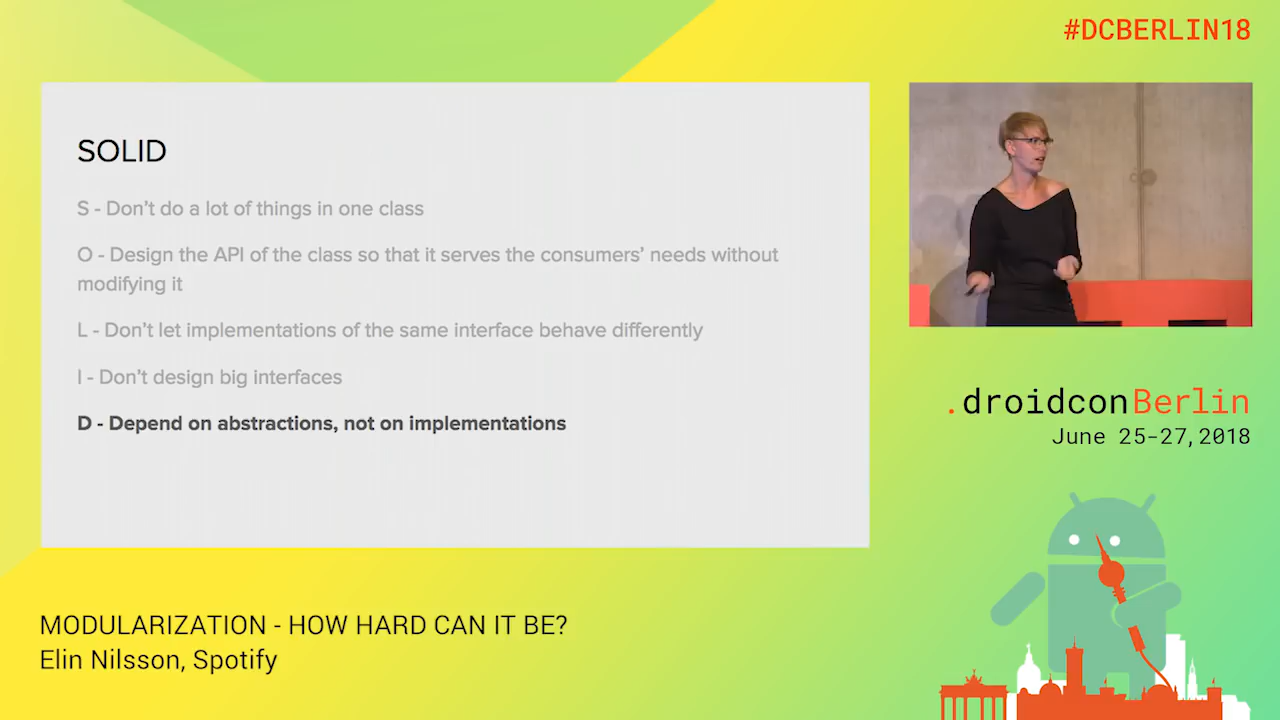 #DCBERLIN18
SOLID
S - Don't do a lot of things in one class
O - Design the API of the class so that it serves the consumers' needs without
modifying it
L - Don't let implementations of the same interface behave differently
I - Don't design big interfaces
D - Depend on abstractions, not on implementations
.droidconBerlin
June 25-27,2018
MODULARIZATION - HOW HARD CAN IT BE?
Elin Nilsson, Spotify